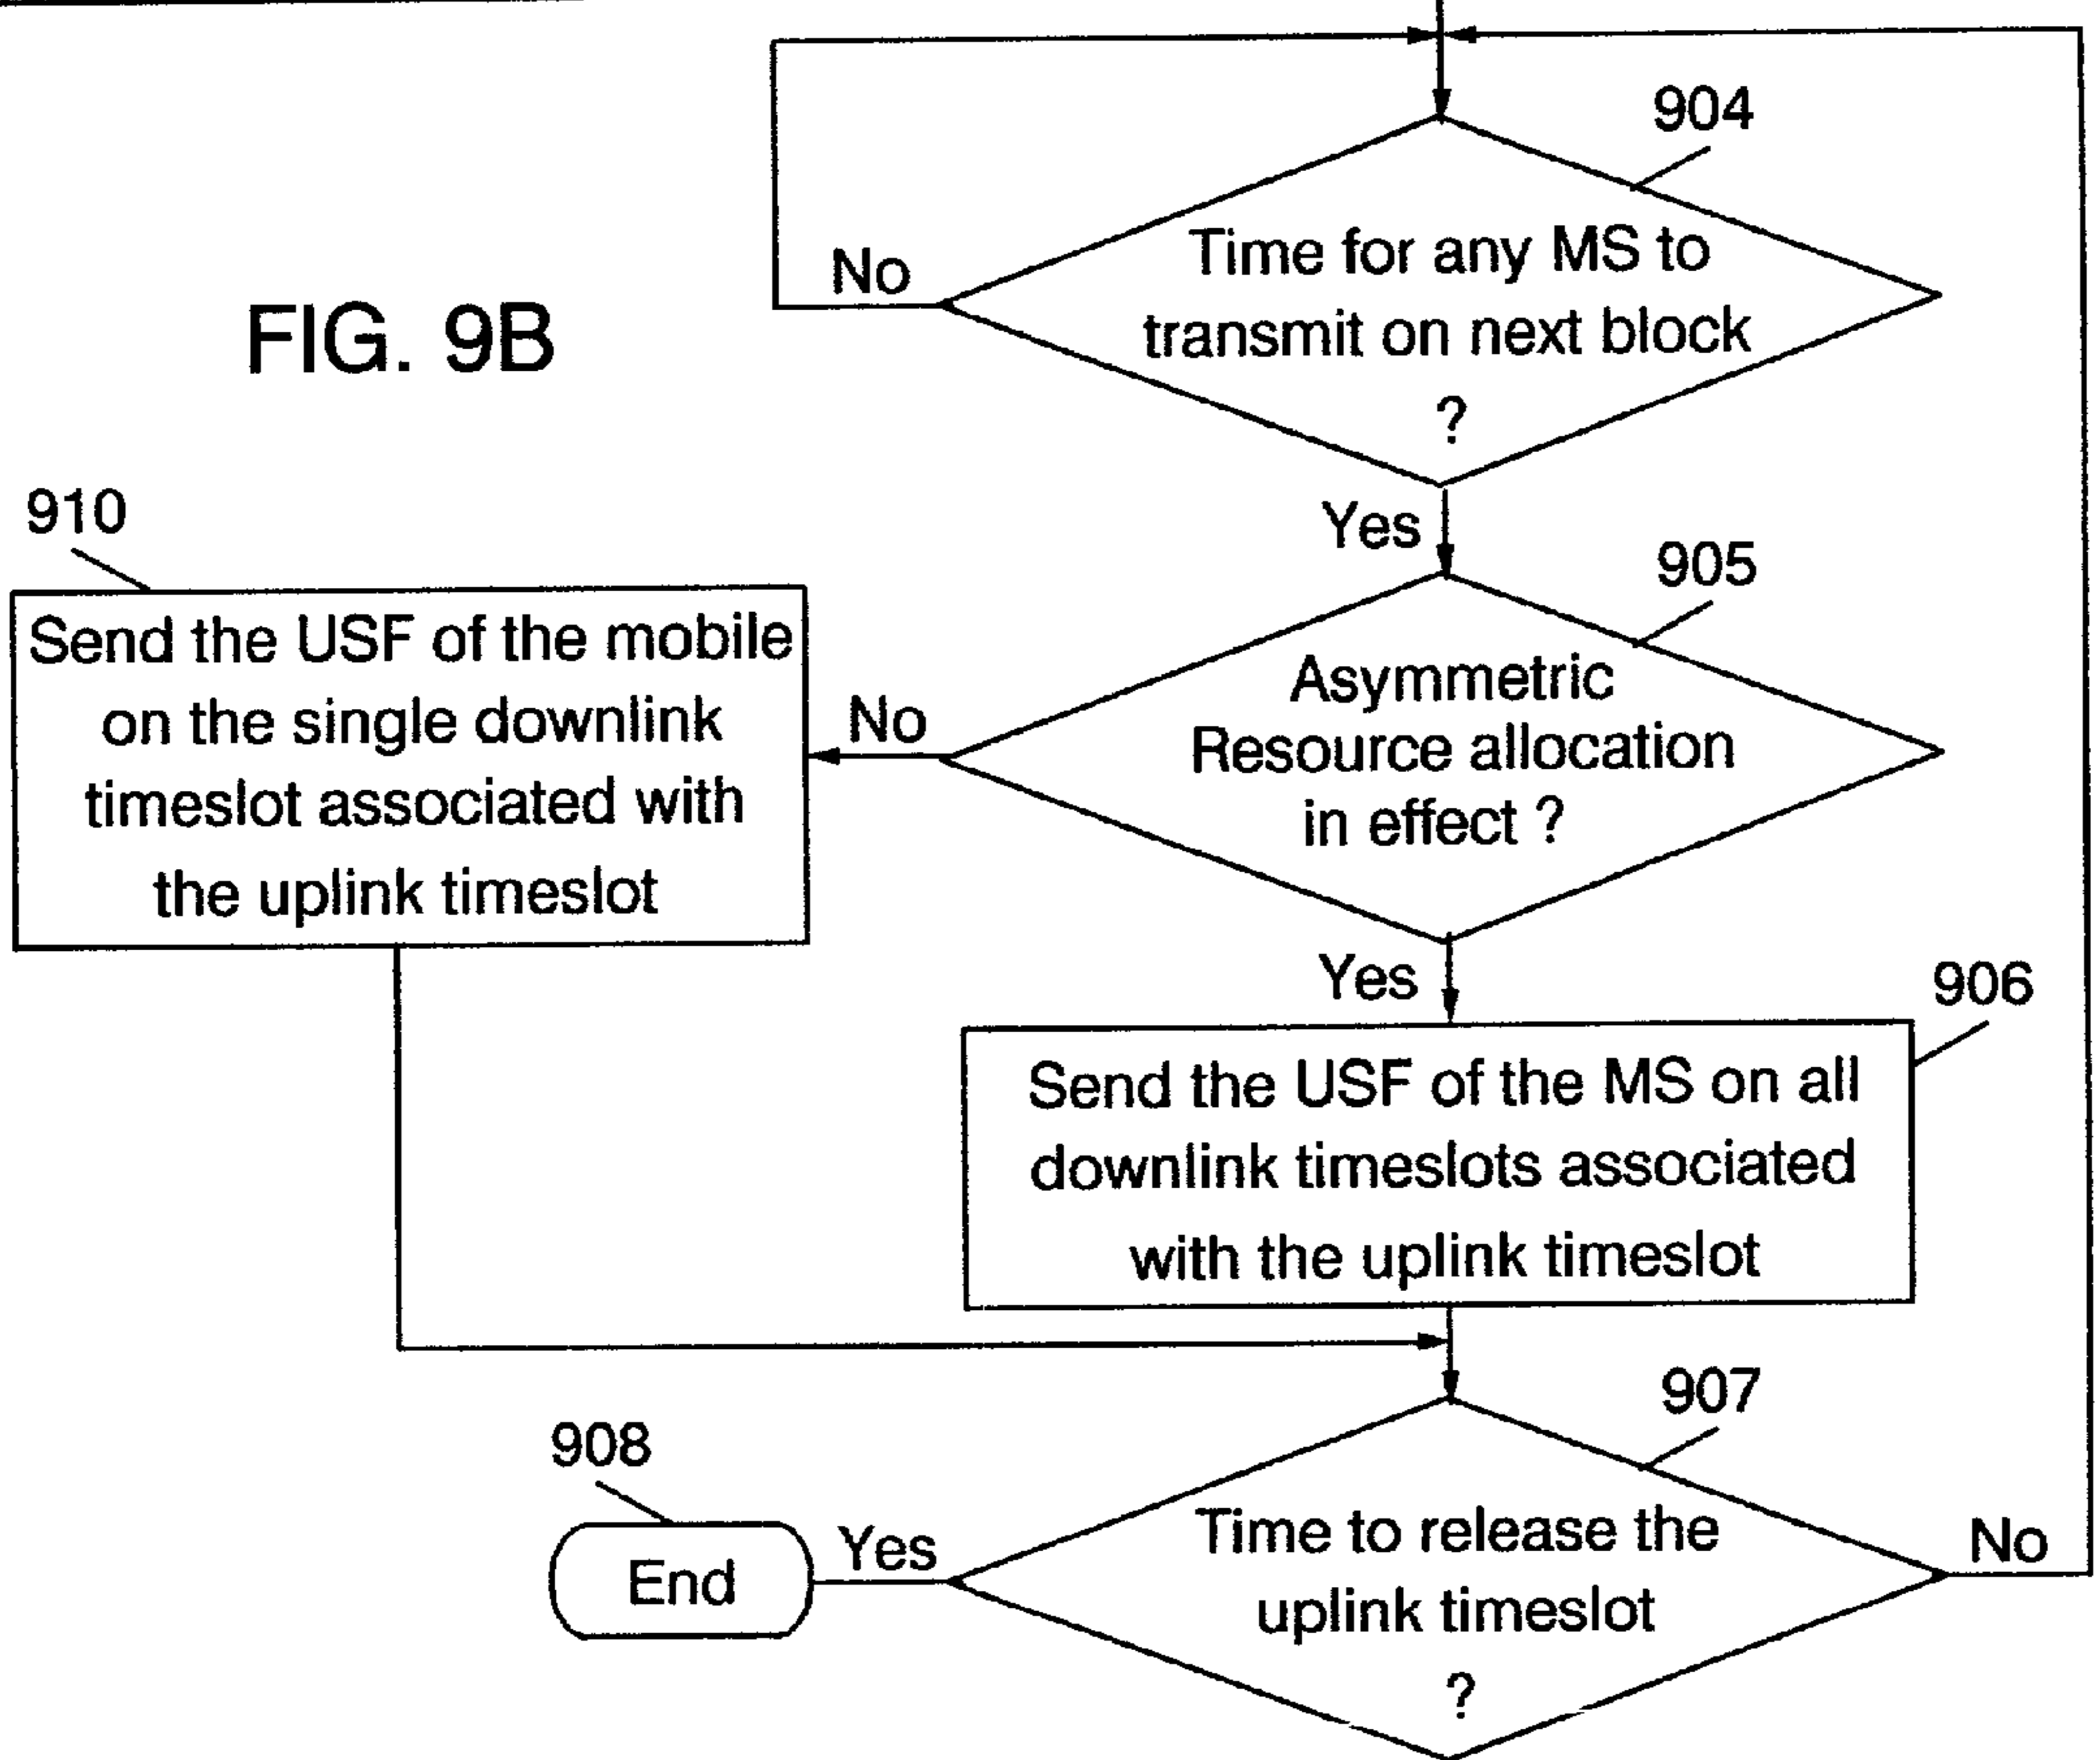 904
Time for any MS to
transmit on next block
?
No
FIG. 9B
Yes
910
Send the USF of the mobile
on the single downlink
timeslot associated with
the uplink timeslot
905
Asymmetric
Resource allocation
in effect ?
No
Yes
906
Send the USF of the MS on all
downlink timeslots associated
with the uplink timeslot
907
Time to release the
uplink timeslot
?
No
Yes
908
End